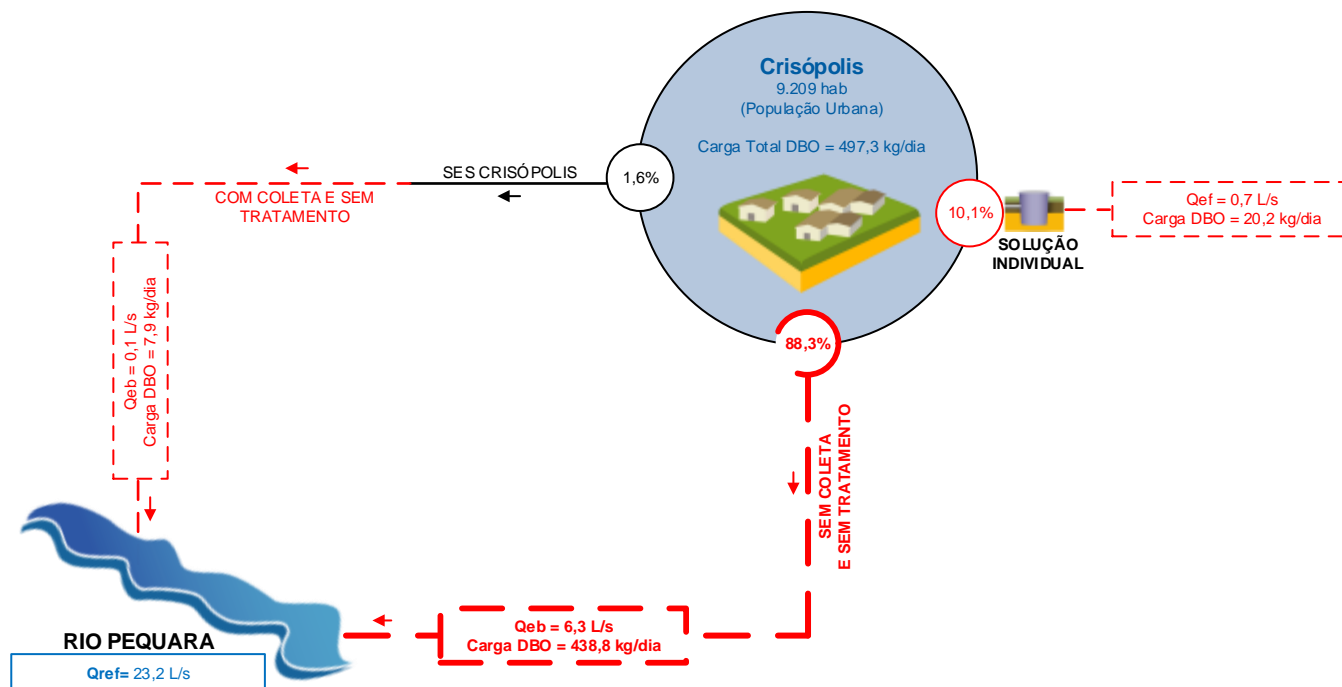 Crisópolis
9.209 hab
(População Urbana)
Carga Total DBO = 497,3 kg/dia
SES CRISÓPOLIS
1,6%
COM COLETA E SEM
TRATAMENTO
10,1%
SOLUÇÃO
INDIVIDUAL
Qef = 0,7 L/s
Carga DBO = 20,2 kg/dia
88,3%
Qeb = 0,1 L/s
Carga DBO = 7,9 kg/dia
SEM COLETA
E SEM TRATAMENTO
Qeb = 6,3 L/s
Carga DBO = 438,8 kg/dia
RIO PEQUARA
Qref= 23,2 L/s